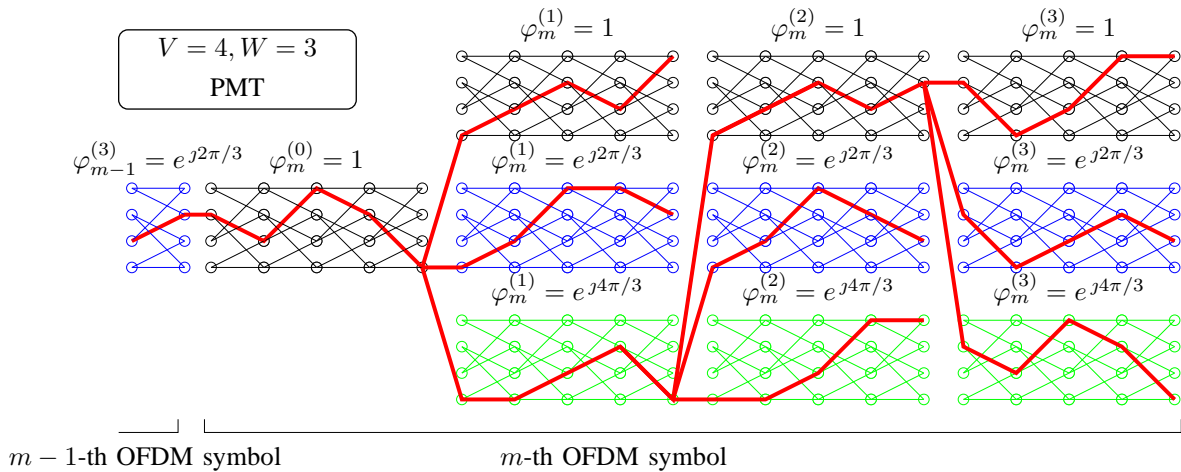 φ_m^(1) = 1 φ_m^(2) = 1 φ_m^(3) = 1
V = 4, W = 3
PMT
φ_{m−1}^(3) = e^{ȷ2π/3} φ_m^(0) = 1 φ_m^(1) = e^{ȷ2π/3} φ_m^(2) = e^{ȷ2π/3} φ_m^(3) = e^{ȷ2π/3}
φ_m^(1) = e^{ȷ4π/3} φ_m^(2) = e^{ȷ4π/3} φ_m^(3) = e^{ȷ4π/3}
m − 1-th OFDM symbol m-th OFDM symbol